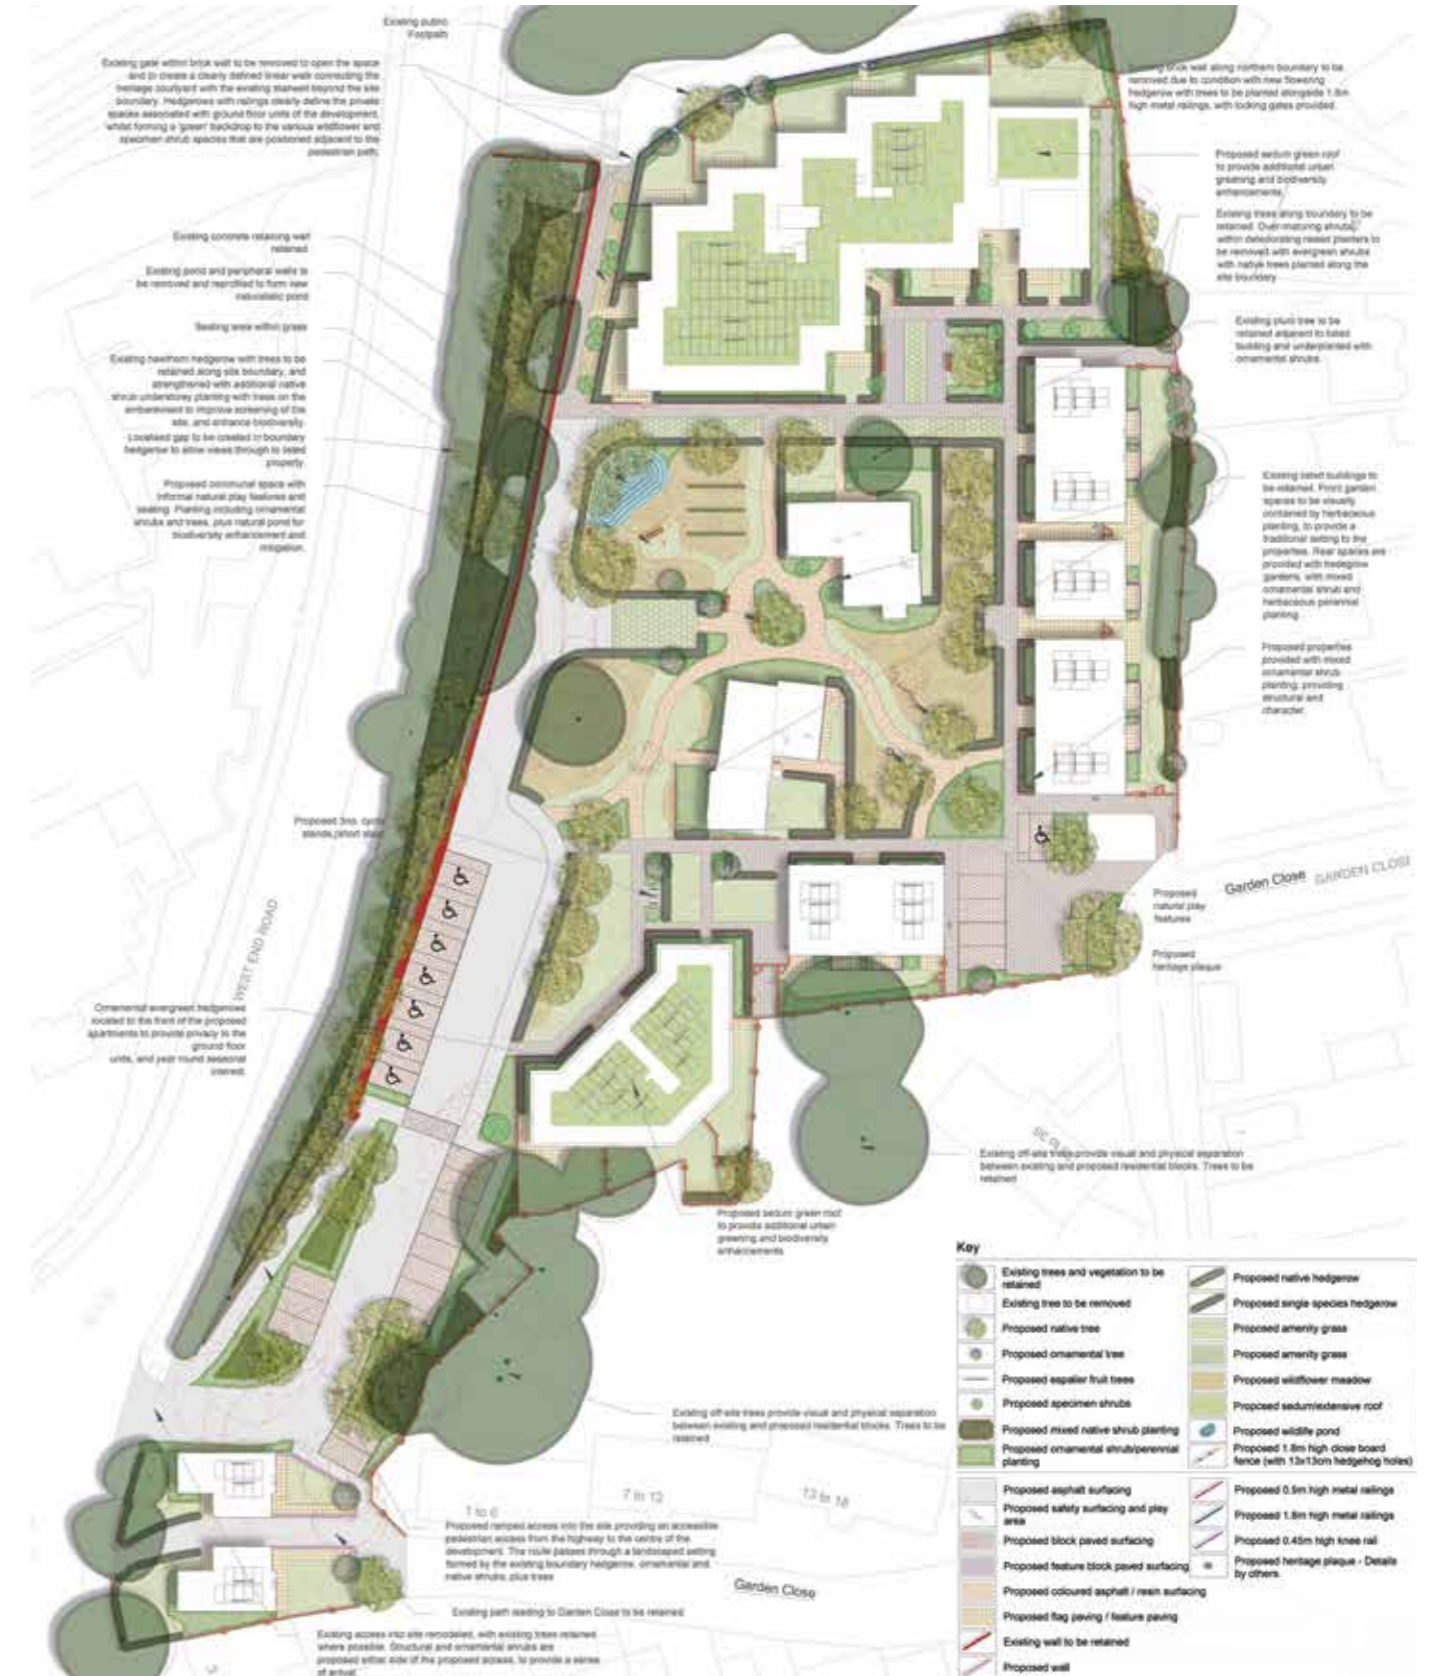 Existing public
Footpath
Existing gate within brick wall to be removed to open the space
and to create a clearly defined linear walk connecting the
heritage courtyard with the existing stairwell beyond the site
boundary. Hedgerows with railings clearly define the private
spaces associated with ground floor units of the development,
whilst forming a 'green' backdrop to the various wildflower and
specimen shrub species that are positioned adjacent to the
pedestrian path.
brick wall along northern boundary to be
removed due to condition with new flowering
hedgerow with trees to be planted alongside 1.8m
high metal railings, with locking gates provided.
Proposed sedum green roof
to provide additional urban
greening and biodiversity
enhancements.
Existing trees along boundary to be
retained. Over-maturing shrubs
within deteriorating raised planters to
be removed with evergreen shrubs
with native trees planted along the
site boundary.
Existing concrete retaining wall
retained.
Existing pond and peripheral walls to
be removed and reprofiled to form new
naturalistic pond
Seating area within grass
Existing plum tree to be
retained adjacent to listed
building and underplanted with
ornamental shrubs.
Existing hawthorn hedgerow with trees to be
retained along site boundary, and
strengthened with additional native
shrub understorey planting with trees on the
embankment to improve screening of the
site, and enhance biodiversity.
Localised gap to be created in boundary
hedgerow to allow views through to listed
property.
Proposed communal space with
informal natural play features and
seating. Planting including ornamental
shrubs and trees, plus natural pond for
biodiversity enhancement and
mitigation.
Existing listed buildings to
be retained. Front garden
spaces to be visually
contained by herbaceous
planting, to provide a
traditional setting to the
properties. Rear spaces are
provided with hedgerow
gardens, with mixed
ornamental shrub and
herbaceous perennial
planting.
Proposed properties
provided with mixed
ornamental shrub
planting, providing
structural and
character.
Proposed 3no. cycle
stands (short stay)
Garden Close
GARDEN CLOSE
Proposed
natural play
features
Proposed
heritage plaque
WEST END ROAD
Ornamental evergreen hedgerows
located to the front of the proposed
apartments to provide privacy to the
ground floor
units, and year round seasonal
interest.
Existing off-site trees provide visual and physical separation
between existing and proposed residential blocks. Trees to be
retained
Proposed sedum green roof
to provide additional urban
greening and biodiversity
enhancements
Existing off-site trees provide visual and physical separation
between existing and proposed residential blocks. Trees to be
retained
1 to 6
7 to 12
13 to 18
Proposed ramped access into the site providing an accessible
pedestrian access from the highway to the centre of the
development. The route passes through a landscaped setting
formed by the existing boundary hedgerow, ornamental and
native shrubs, plus trees
Garden Close
Existing path leading to Garden Close to be retained
Existing access into site remodeled, with existing trees retained
where possible. Structural and ornamental shrubs are
proposed either side of the proposed access, to provide a sense
of arrival.
Key
Existing trees and vegetation to be
retained
Existing tree to be removed
Proposed native tree
Proposed ornamental tree
Proposed espalier fruit trees
Proposed specimen shrubs
Proposed mixed native shrub planting
Proposed ornamental shrub/perennial
planting
Proposed native hedgerow
Proposed single species hedgerow
Proposed amenity grass
Proposed amenity grass
Proposed wildflower meadow
Proposed sedum/extensive roof
Proposed wildlife pond
Proposed 1.8m high close board
fence (with 13x13cm hedgehog holes)
Proposed asphalt surfacing
Proposed safety surfacing and play
area
Proposed block paved surfacing
Proposed feature block paved surfacing
Proposed coloured asphalt / resin surfacing
Proposed flag paving / feature paving
Existing wall to be retained
Proposed wall
Proposed 0.9m high metal railings
Proposed 1.8m high metal railings
Proposed 0.45m high knee rail
Proposed heritage plaque - Details
by others